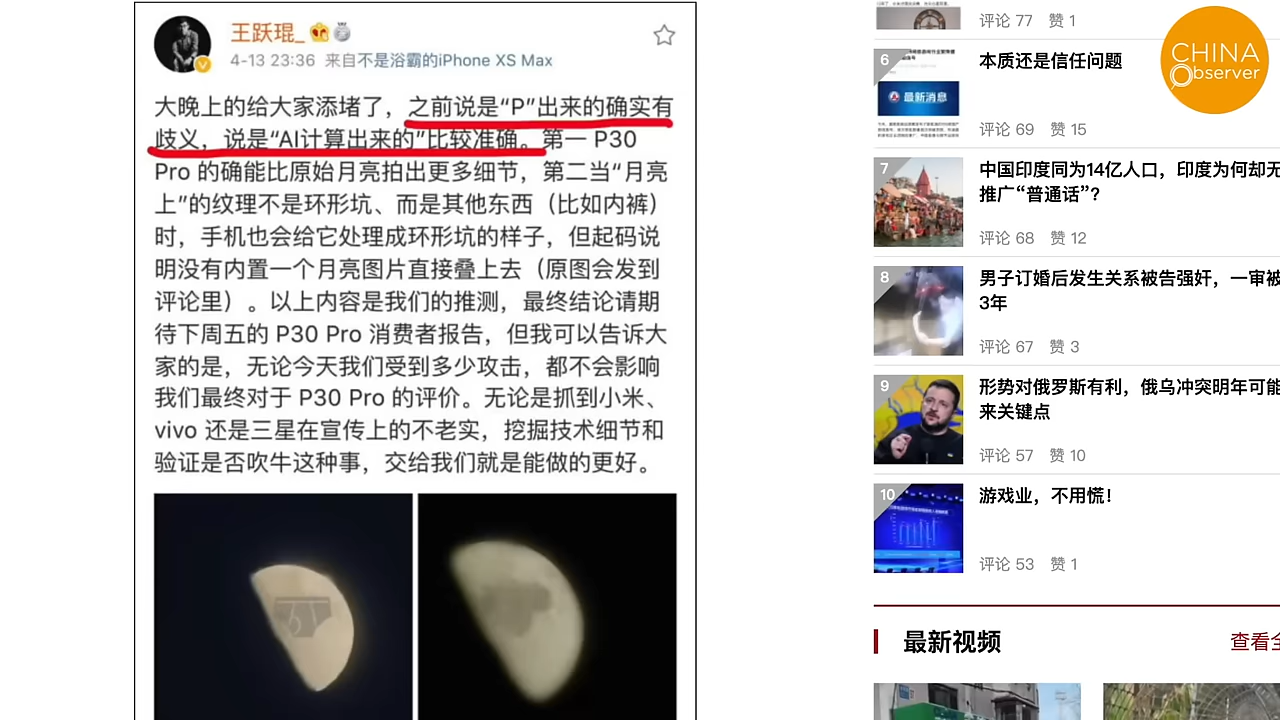 王跃琨_
4-13 23:36 来自不是浴霸的iPhone XS Max
大晚上的给大家添堵了，之前说是“P”出来的确实有
歧义，说是“AI计算出来的”比较准确。第一 P30
Pro 的确能比原始月亮拍出更多细节，第二当“月亮
上”的纹理不是环形坑、而是其他东西（比如内裤）
时，手机也会给它处理成环形坑的样子，但起码说
明没有内置一个月亮图片直接叠上去（原图会发到
评论里）。以上内容是我们的推测，最终结论请期
待下周五的 P30 Pro 消费者报告，但我可以告诉大
家的是，无论今天我们受到多少攻击，都不会影响
我们最终对于 P30 Pro 的评价。无论是抓到小米、
vivo 还是三星在宣传上的不老实，挖掘技术细节和
验证是否吹牛这种事，交给我们就是能做的更好。
评论 77 赞 1
6
最新消息
本质还是信任问题
评论 69 赞 15
7
中国印度同为14亿人口，印度为何却无
推广“普通话”？
评论 68 赞 12
8
男子订婚后发生关系被告强奸，一审被
3年
评论 67 赞 3
9
形势对俄罗斯有利，俄乌冲突明年可能
来关键点
评论 57 赞 10
10
游戏业，不用慌！
评论 53 赞 1
最新视频
查看全
CHINA
Observer